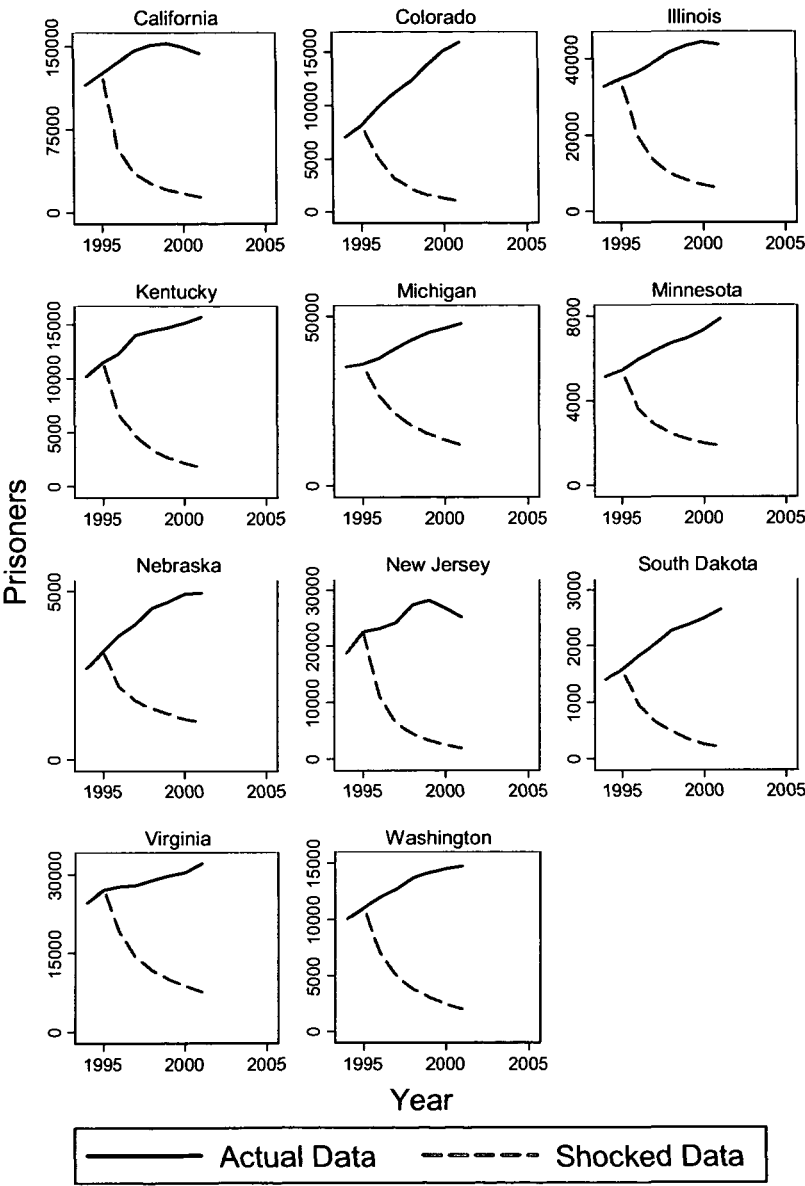 California
150000
75000
0
1995 2000 2005
Colorado
15000
10000
5000
0
1995 2000 2005
Illinois
40000
20000
0
1995 2000 2005
Kentucky
15000
10000
5000
0
1995 2000 2005
Michigan
50000
0
1995 2000 2005
Minnesota
8000
4000
0
1995 2000 2005
Nebraska
5000
0
1995 2000 2005
New Jersey
30000
20000
10000
0
1995 2000 2005
South Dakota
3000
2000
1000
0
1995 2000 2005
Virginia
30000
15000
0
1995 2000 2005
Washington
15000
10000
5000
0
1995 2000 2005
Prisoners
Year
Actual Data Shocked Data